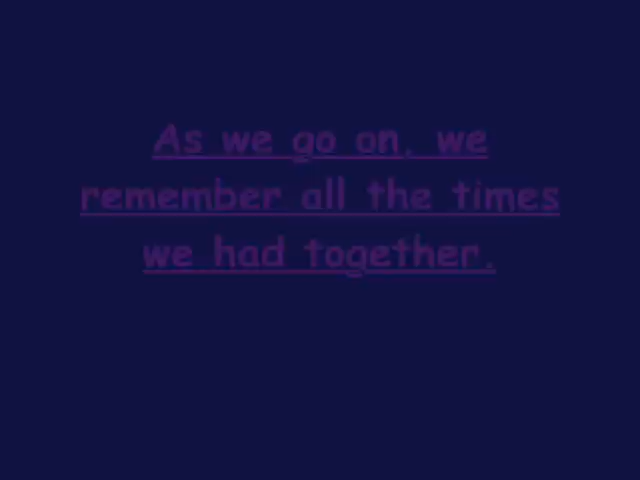 As we go on, we
remember all the times
we had together.